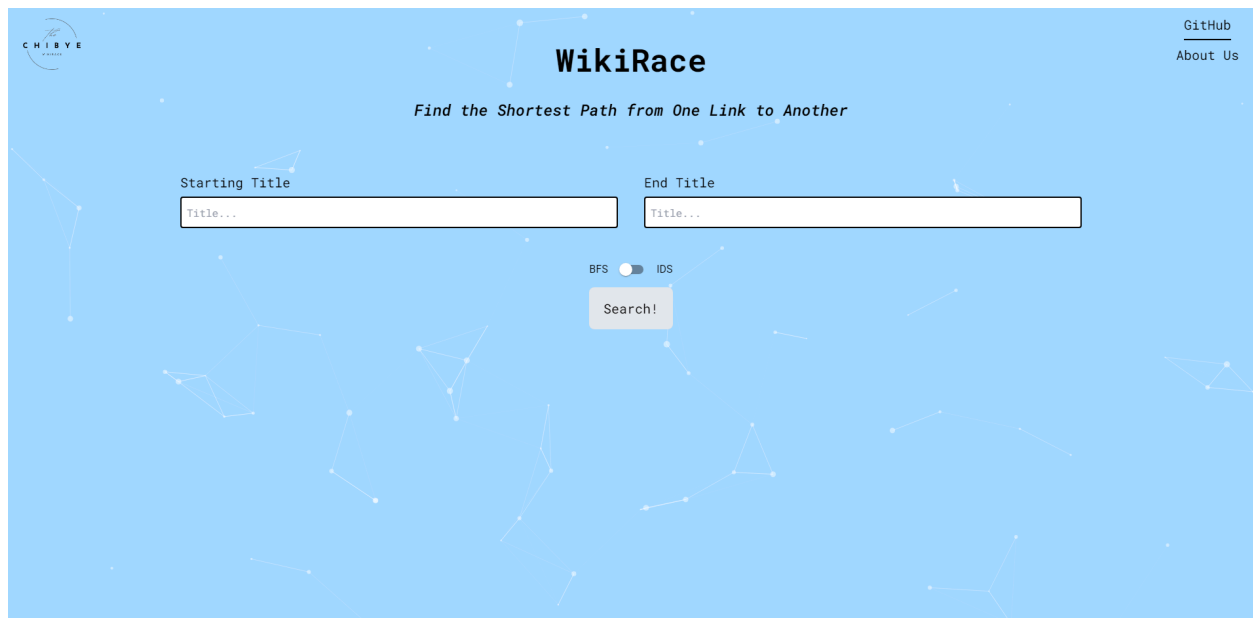 the
CHIBYE
GitHub
About Us
WikiRace
Find the Shortest Path from One Link to Another
Starting Title
End Title
Title...
Title...
BFS
IDS
Search!